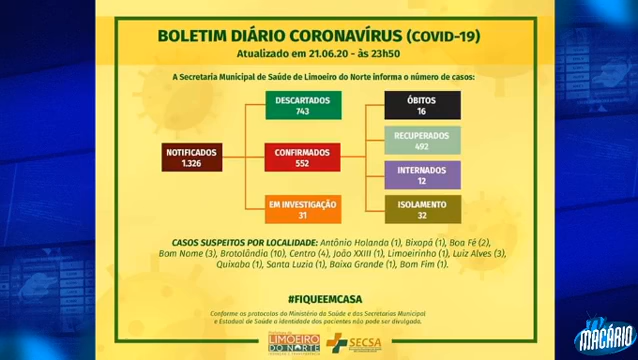 BOLETIM DIÁRIO CORONAVÍRUS (COVID-19)
Atualizado em 21.06.20 - às 23h50
A Secretaria Municipal de Saúde de Limoeiro do Norte informa o número de casos:
DESCARTADOS
743
ÓBITOS
16
RECUPERADOS
492
NOTIFICADOS
1.326
CONFIRMADOS
552
INTERNADOS
12
EM INVESTIGAÇÃO
31
ISOLAMENTO
32
CASOS SUSPEITOS POR LOCALIDADE: Antônio Holanda (1), Bixapá (1), Boa Fé (2),
Bom Nome (3), Brotolândia (10), Centro (4), João XXIII (1), Limoeirinho (1), Luiz Alves (3),
Quixaba (1), Santa Luzia (1), Baixa Grande (1), Bom Fim (1).
#FIQUEEMCASA
Conforme os protocolos do Ministério da Saúde e das Secretarias Municipal
e Estadual de Saúde a identidade dos pacientes não pode ser divulgada.
LIMOEIRO
DO NORTE
SECSA
TV
MACÁRIO